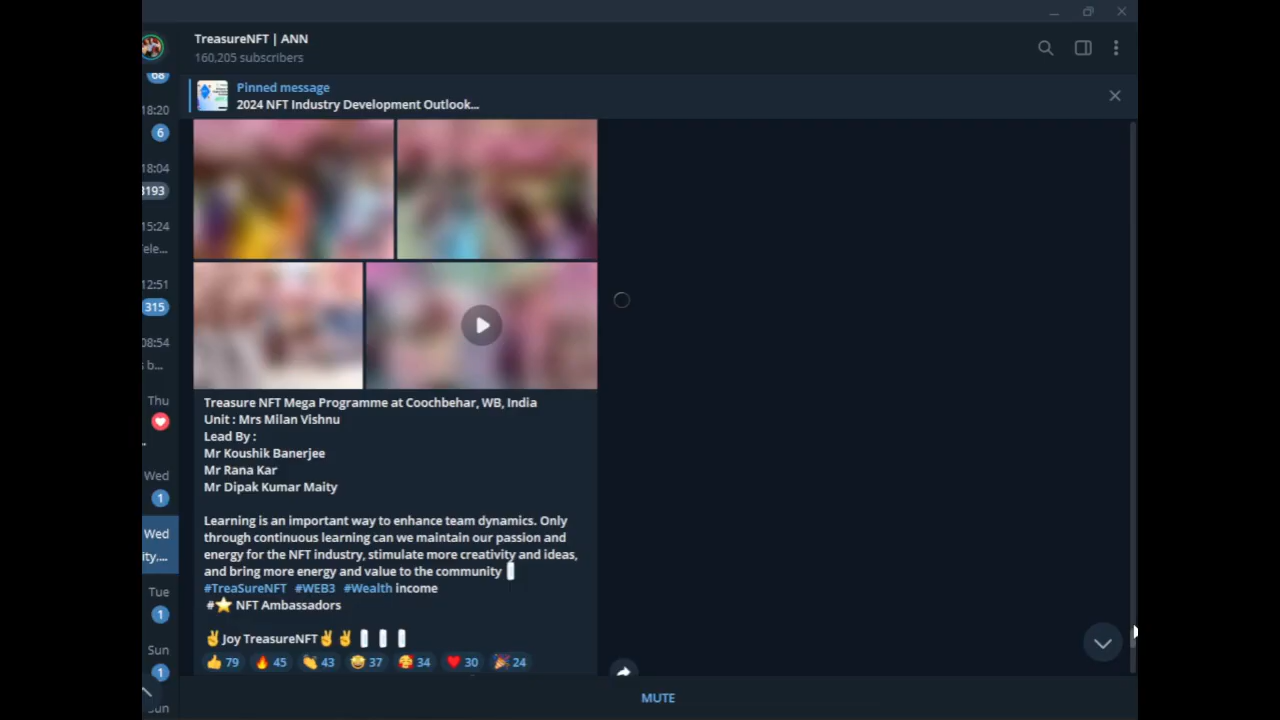 TreasureNFT | ANN
160,205 subscribers
Pinned message
2024 NFT Industry Development Outlook...
68
18:20
6
18:04
3193
15:24
ele...
12:51
315
08:54
s b...
Thu
Wed
1
Wed
ity,...
Tue
1
Sun
1
Sun
Treasure NFT Mega Programme at Coochbehar, WB, India
Unit : Mrs Milan Vishnu
Lead By :
Mr Koushik Banerjee
Mr Rana Kar
Mr Dipak Kumar Maity
Learning is an important way to enhance team dynamics. Only
through continuous learning can we maintain our passion and
energy for the NFT industry, stimulate more creativity and ideas,
and bring more energy and value to the community
#TreaSureNFT #WEB3 #Wealth income
#⭐ NFT Ambassadors
✌Joy TreasureNFT✌✌
👍 79 🔥 45 👏 43 🤩 37 🥰 34 ❤ 30 🎉 24
MUTE